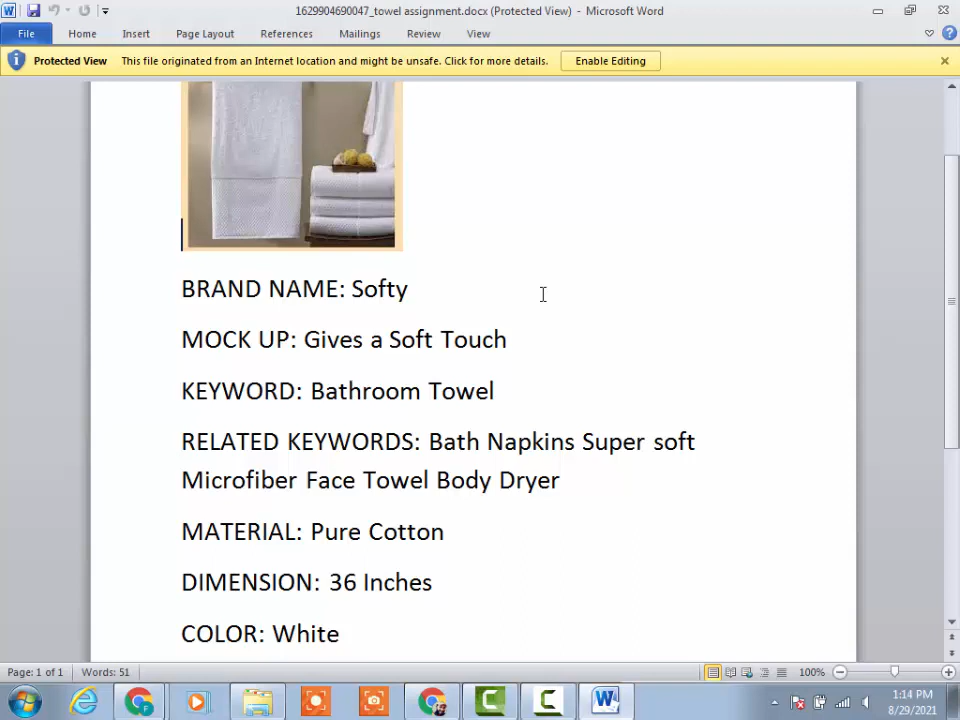 1629904690047_towel assignment.docx (Protected View) - Microsoft Word
File Home Insert Page Layout References Mailings Review View
Protected View This file originated from an Internet location and might be unsafe. Click for more details. Enable Editing
BRAND NAME: Softy
MOCK UP: Gives a Soft Touch
KEYWORD: Bathroom Towel
RELATED KEYWORDS: Bath Napkins Super soft
Microfiber Face Towel Body Dryer
MATERIAL: Pure Cotton
DIMENSION: 36 Inches
COLOR: White
Page: 1 of 1 Words: 51 100%
1:14 PM
8/29/2021